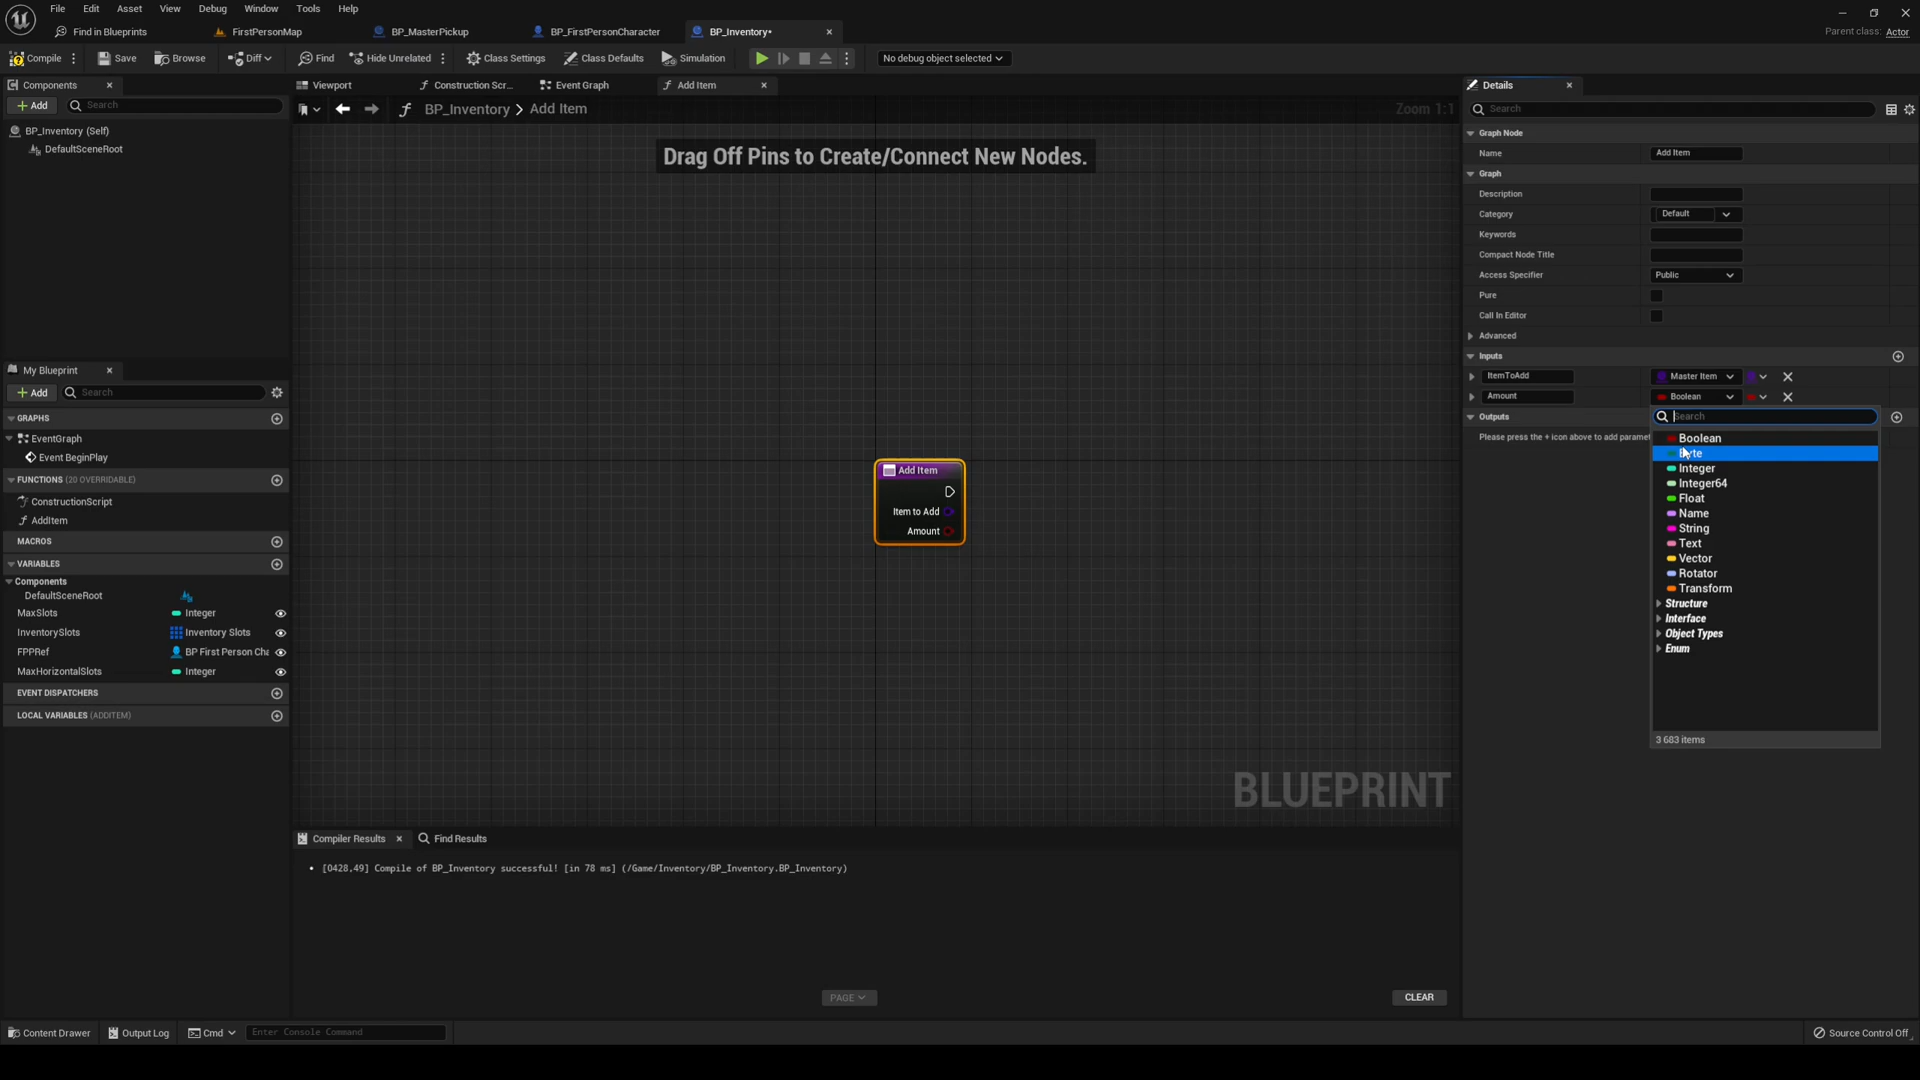 File Edit Asset View Debug Window Tools Help
Find in Blueprints FirstPersonMap BP_MasterPickup BP_FirstPersonCharacter BP_Inventory•
Parent class: Actor
Compile Save Browse Diff Find Hide Unrelated Class Settings Class Defaults Simulation No debug object selected
Components
Add Search
BP_Inventory (Self)
DefaultSceneRoot
My Blueprint
Add Search
GRAPHS
EventGraph
Event BeginPlay
FUNCTIONS (20 OVERRIDABLE)
ConstructionScript
AddItem
MACROS
VARIABLES
Components
DefaultSceneRoot
MaxSlots Integer
InventorySlots Inventory Slots
FPPRef BP First Person Cha
MaxHorizontalSlots Integer
EVENT DISPATCHERS
LOCAL VARIABLES (ADDITEM)
Viewport Construction Scr... Event Graph Add Item
BP_Inventory > Add Item Zoom 1:1
Drag Off Pins to Create/Connect New Nodes.
Add Item
Item to Add
Amount
BLUEPRINT
Compiler Results Find Results
• [0428,49] Compile of BP_Inventory successful! [in 78 ms] (/Game/Inventory/BP_Inventory.BP_Inventory)
PAGE CLEAR
Details
Search
Graph Node
Name Add Item
Graph
Description
Category Default
Keywords
Compact Node Title
Access Specifier Public
Pure
Call In Editor
Advanced
Inputs
ItemToAdd Master Item
Amount Boolean
Outputs
Please press the + icon above to add paramet
Search
Boolean
Byte
Integer
Integer64
Float
Name
String
Text
Vector
Rotator
Transform
Structure
Interface
Object Types
Enum
3 683 items
Content Drawer Output Log Cmd Enter Console Command Source Control Off